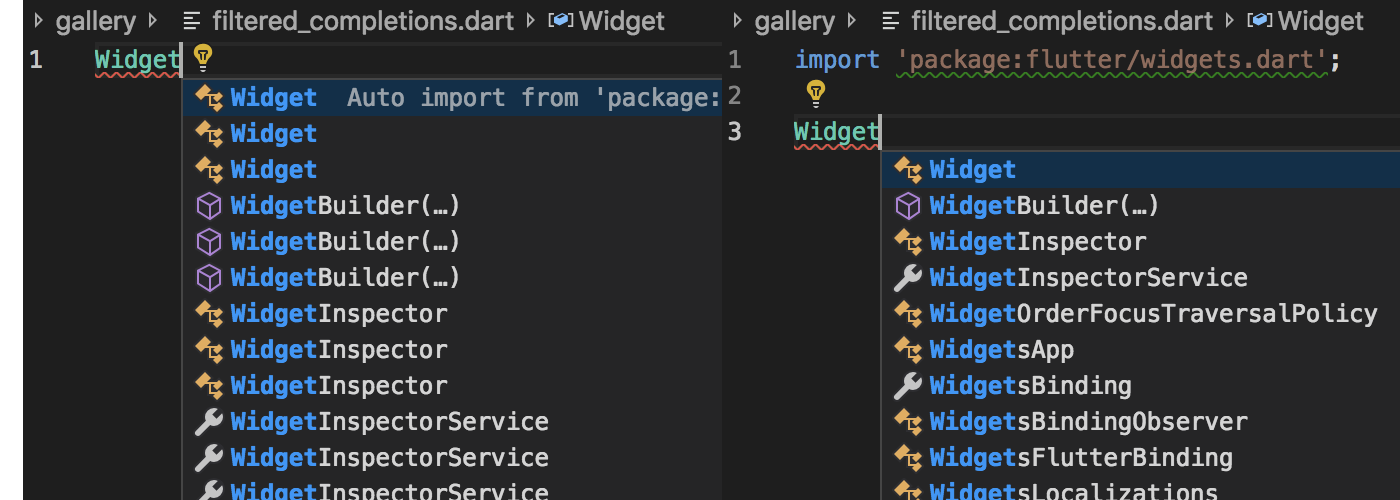 gallery filtered_completions.dart Widget
1 Widget
Widget Auto import from 'package:
Widget
Widget
WidgetBuilder(…)
WidgetBuilder(…)
WidgetBuilder(…)
WidgetInspector
WidgetInspector
WidgetInspector
WidgetInspectorService
WidgetInspectorService
WidgetInspectorService
gallery filtered_completions.dart Widget
1 import 'package:flutter/widgets.dart';
2
3 Widget
Widget
WidgetBuilder(…)
WidgetInspector
WidgetInspectorService
WidgetOrderFocusTraversalPolicy
WidgetsApp
WidgetsBinding
WidgetsBindingObserver
WidgetsFlutterBinding
WidgetsLocalizations